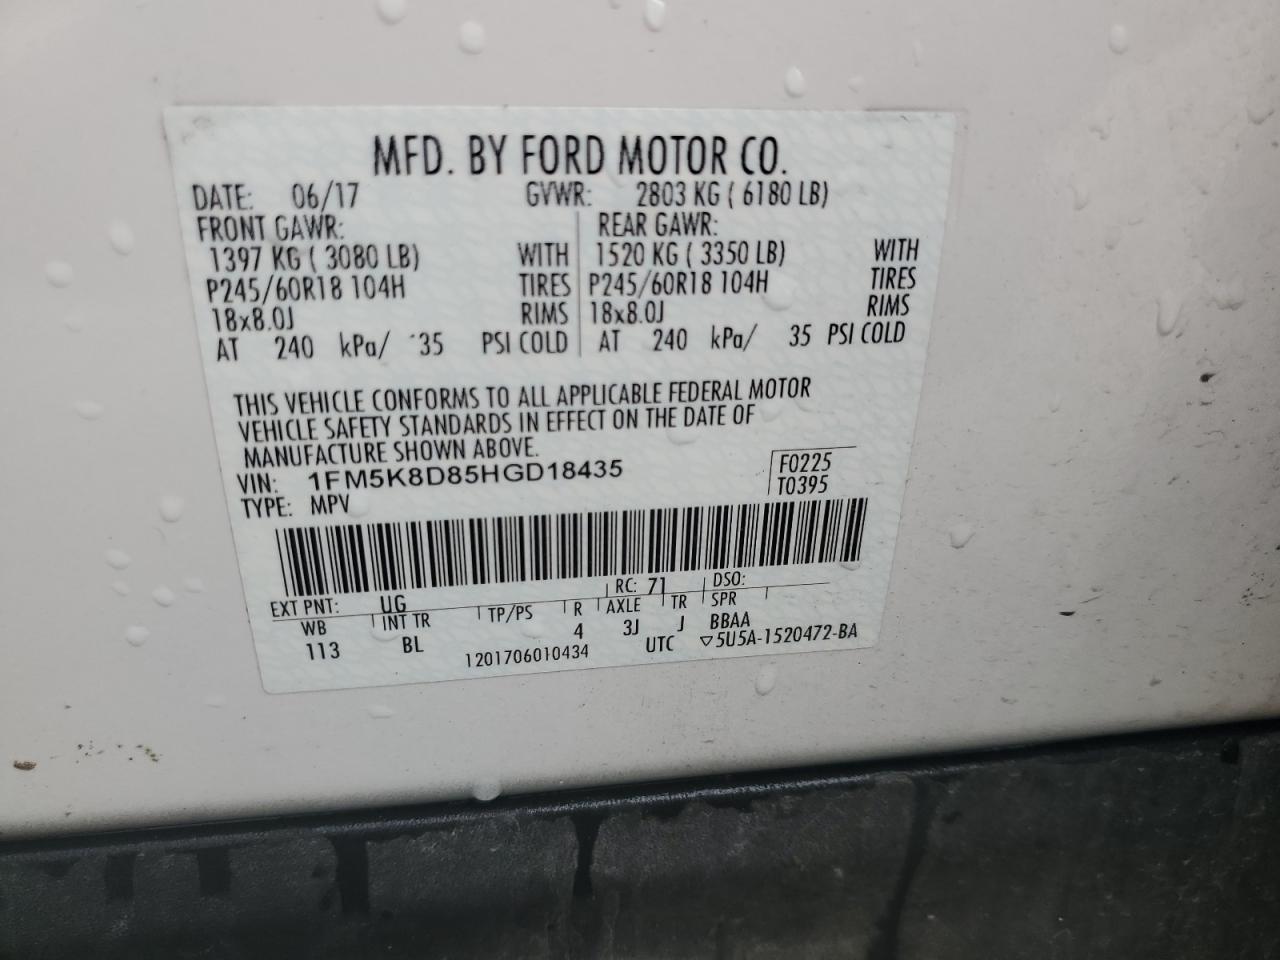 MFD. BY FORD MOTOR CO.
DATE: 06/17 GVWR: 2803 KG ( 6180 LB)
FRONT GAWR: REAR GAWR:
1397 KG ( 3080 LB) WITH 1520 KG ( 3350 LB) WITH
P245/60R18 104H TIRES P245/60R18 104H TIRES
18x8.0J RIMS 18x8.0J RIMS
AT 240 kPa/ 35 PSI COLD AT 240 kPa/ 35 PSI COLD
THIS VEHICLE CONFORMS TO ALL APPLICABLE FEDERAL MOTOR
VEHICLE SAFETY STANDARDS IN EFFECT ON THE DATE OF
MANUFACTURE SHOWN ABOVE.
VIN: 1FM5K8D85HGD18435 F0225
TYPE: MPV T0395
EXT PNT: UG RC: 71 DSO:
WB INT TR TP/PS R AXLE TR SPR
113 BL 4 3J J BBAA
1201706010434 UTC ▽5U5A-1520472-BA